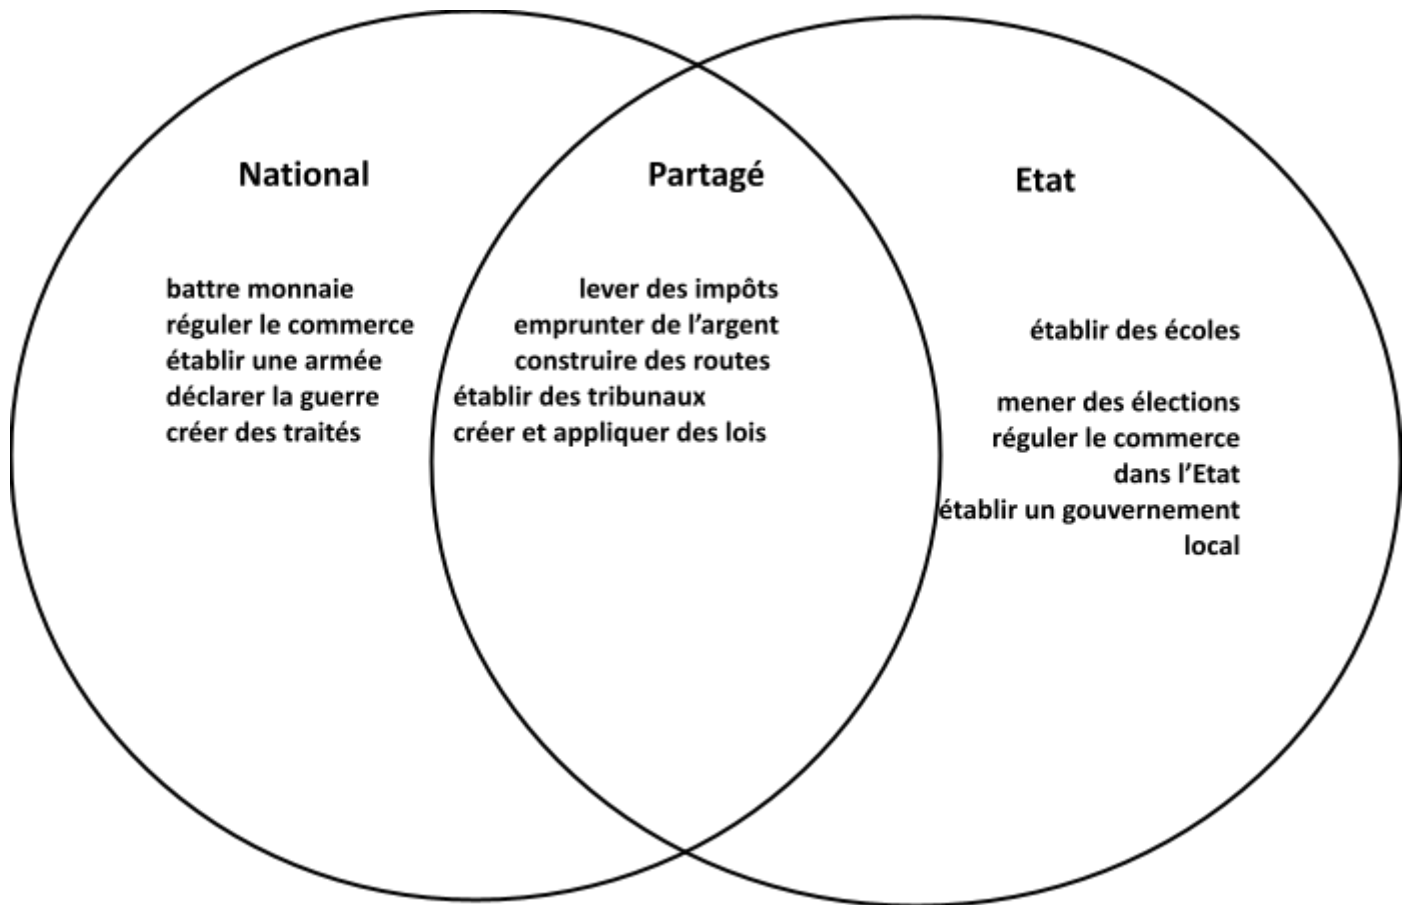 National
battre monnaie
réguler le commerce
établir une armée
déclarer la guerre
créer des traités
Partagé
lever des impôts
emprunter de l’argent
construire des routes
établir des tribunaux
créer et appliquer des lois
Etat
établir des écoles
mener des élections
réguler le commerce
dans l’Etat
établir un gouvernement
local